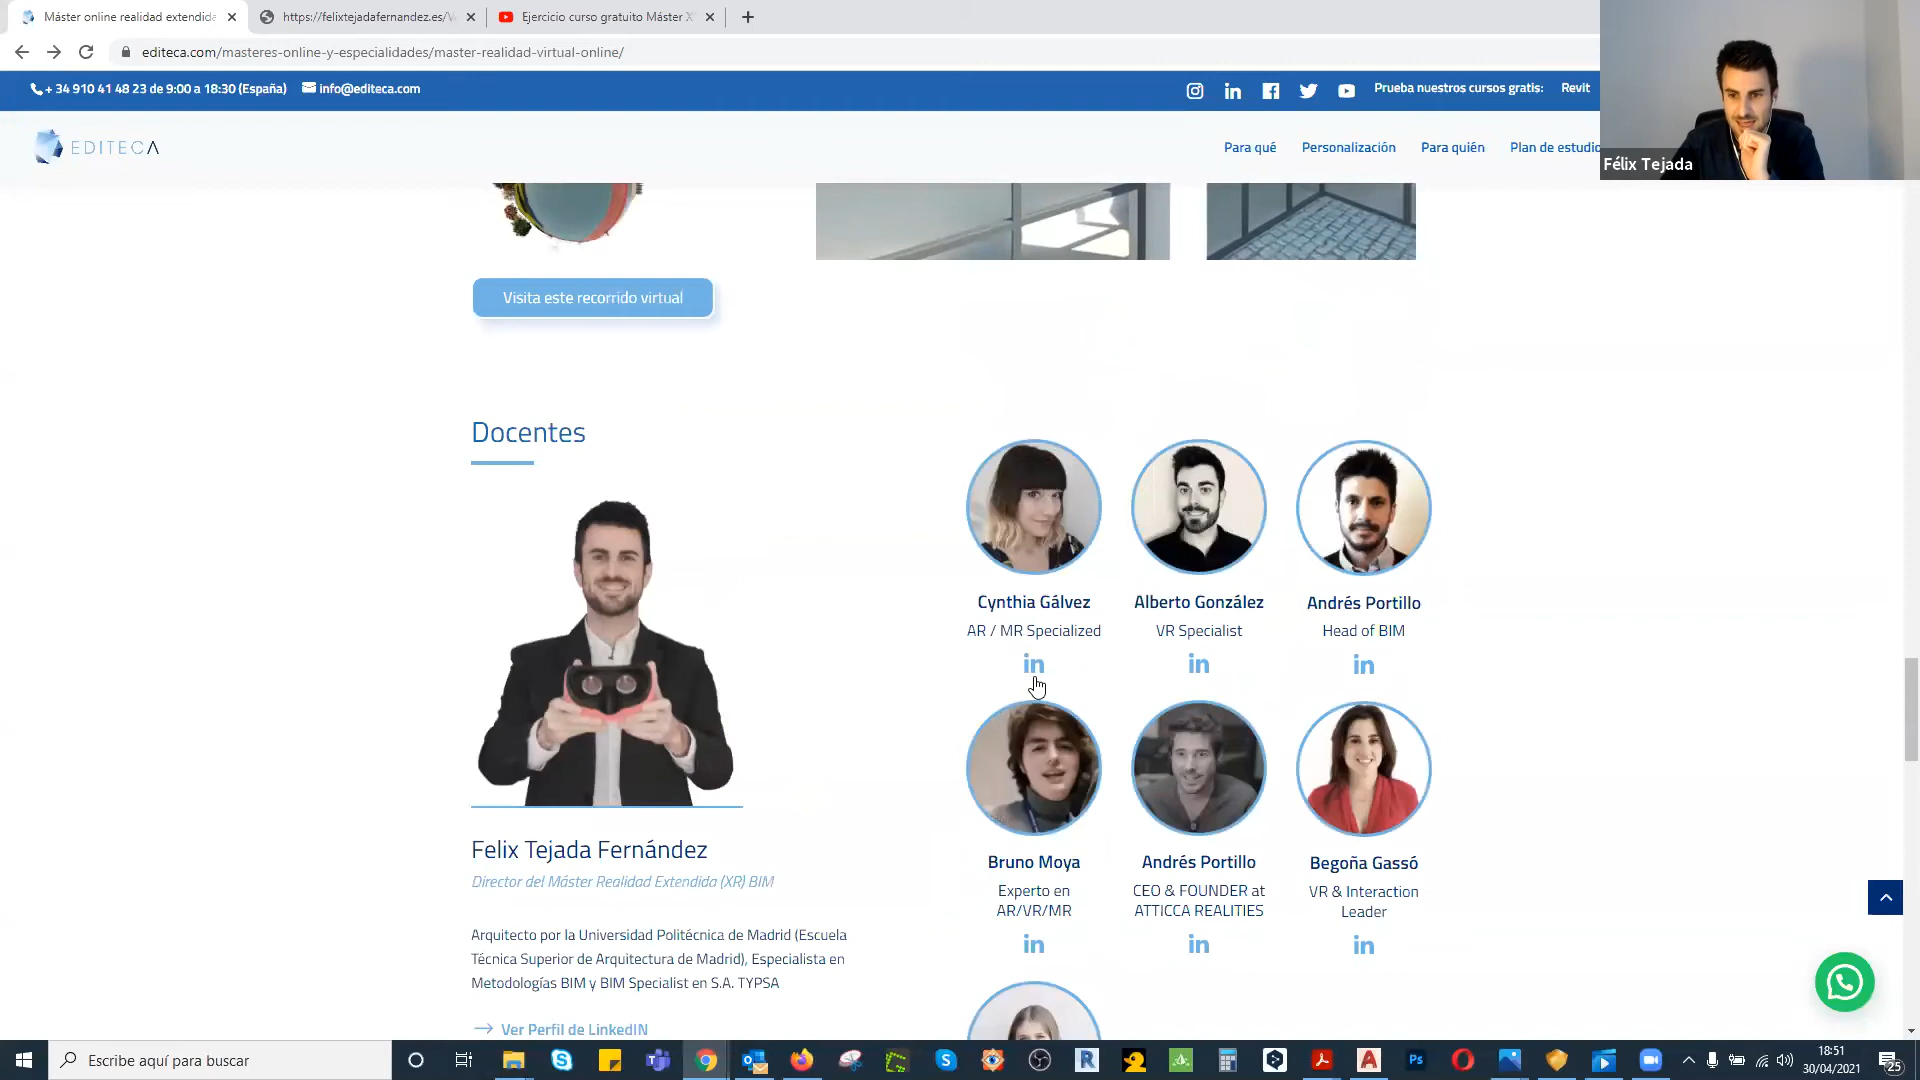 Máster online realidad extendida
https://felixtejadafernandez.es/
Ejercicio curso gratuito Máster X
editeca.com/masteres-online-y-especialidades/master-realidad-virtual-online/
+ 34 910 41 48 23 de 9:00 a 18:30 (España) info@editeca.com
Prueba nuestros cursos gratis: Revit
EDITECA
Para qué Personalización Para quién Plan de estudio
Félix Tejada
Visita este recorrido virtual
Docentes
Cynthia Gálvez
AR / MR Specialized
in
Alberto González
VR Specialist
in
Andrés Portillo
Head of BIM
in
Bruno Moya
Experto en
AR/VR/MR
in
Andrés Portillo
CEO & FOUNDER at
ATTICCA REALITIES
in
Begoña Gassó
VR & Interaction
Leader
in
Felix Tejada Fernández
Director del Máster Realidad Extendida (XR) BIM
Arquitecto por la Universidad Politécnica de Madrid (Escuela
Técnica Superior de Arquitectura de Madrid), Especialista en
Metodologías BIM y BIM Specialist en S.A. TYPSA
Ver Perfil de LinkedIN
Escribe aquí para buscar
18:51
30/04/2021
25